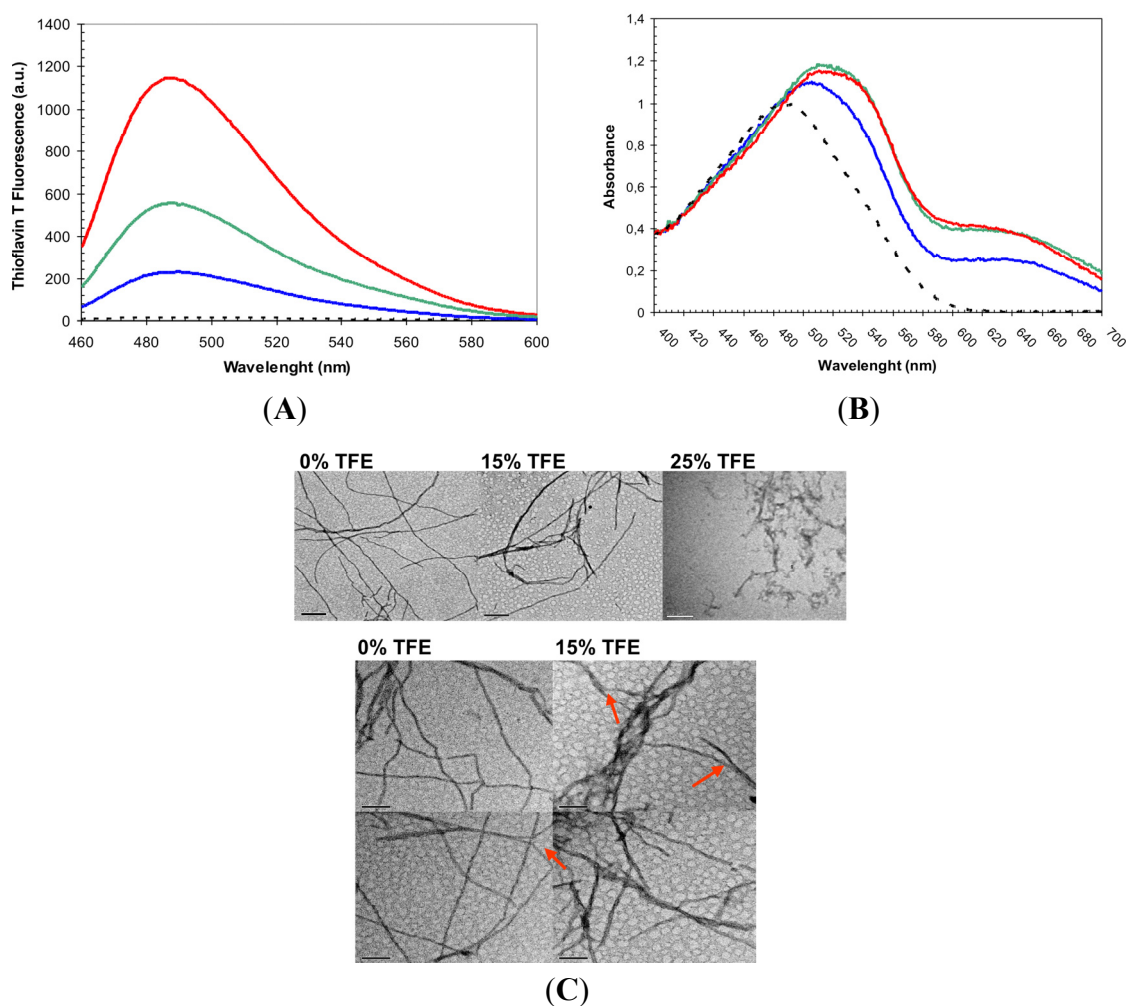 1400
1200
1000
800
600
400
200
0
Thioflavin T Fluorescence (a.u.)
460 480 500 520 540 560 580 600
Wavelenght (nm)
(A)
1,4
1,2
1
0,8
0,6
0,4
0,2
0
Absorbance
400 420 440 460 480 500 520 540 560 580 600 620 640 660 680 700
Wavelenght (nm)
(B)
0% TFE 15% TFE 25% TFE
0% TFE 15% TFE
(C)